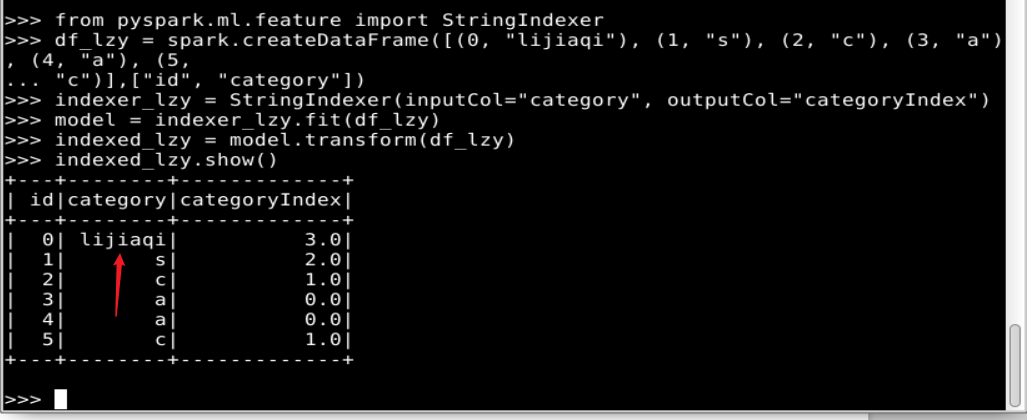 >>> from pyspark.ml.feature import StringIndexer
>>> df_lzy = spark.createDataFrame([(0, "lijiaqi"), (1, "s"), (2, "c"), (3, "a")
, (4, "a"), (5,
... "c")],["id", "category"])
>>> indexer_lzy = StringIndexer(inputCol="category", outputCol="categoryIndex")
>>> model = indexer_lzy.fit(df_lzy)
>>> indexed_lzy = model.transform(df_lzy)
>>> indexed_lzy.show()
+---+--------+-------------+
| id|category|categoryIndex|
+---+--------+-------------+
|  0| lijiaqi|          3.0|
|  1|       s|          2.0|
|  2|       c|          1.0|
|  3|       a|          0.0|
|  4|       a|          0.0|
|  5|       c|          1.0|
+---+--------+-------------+
>>>